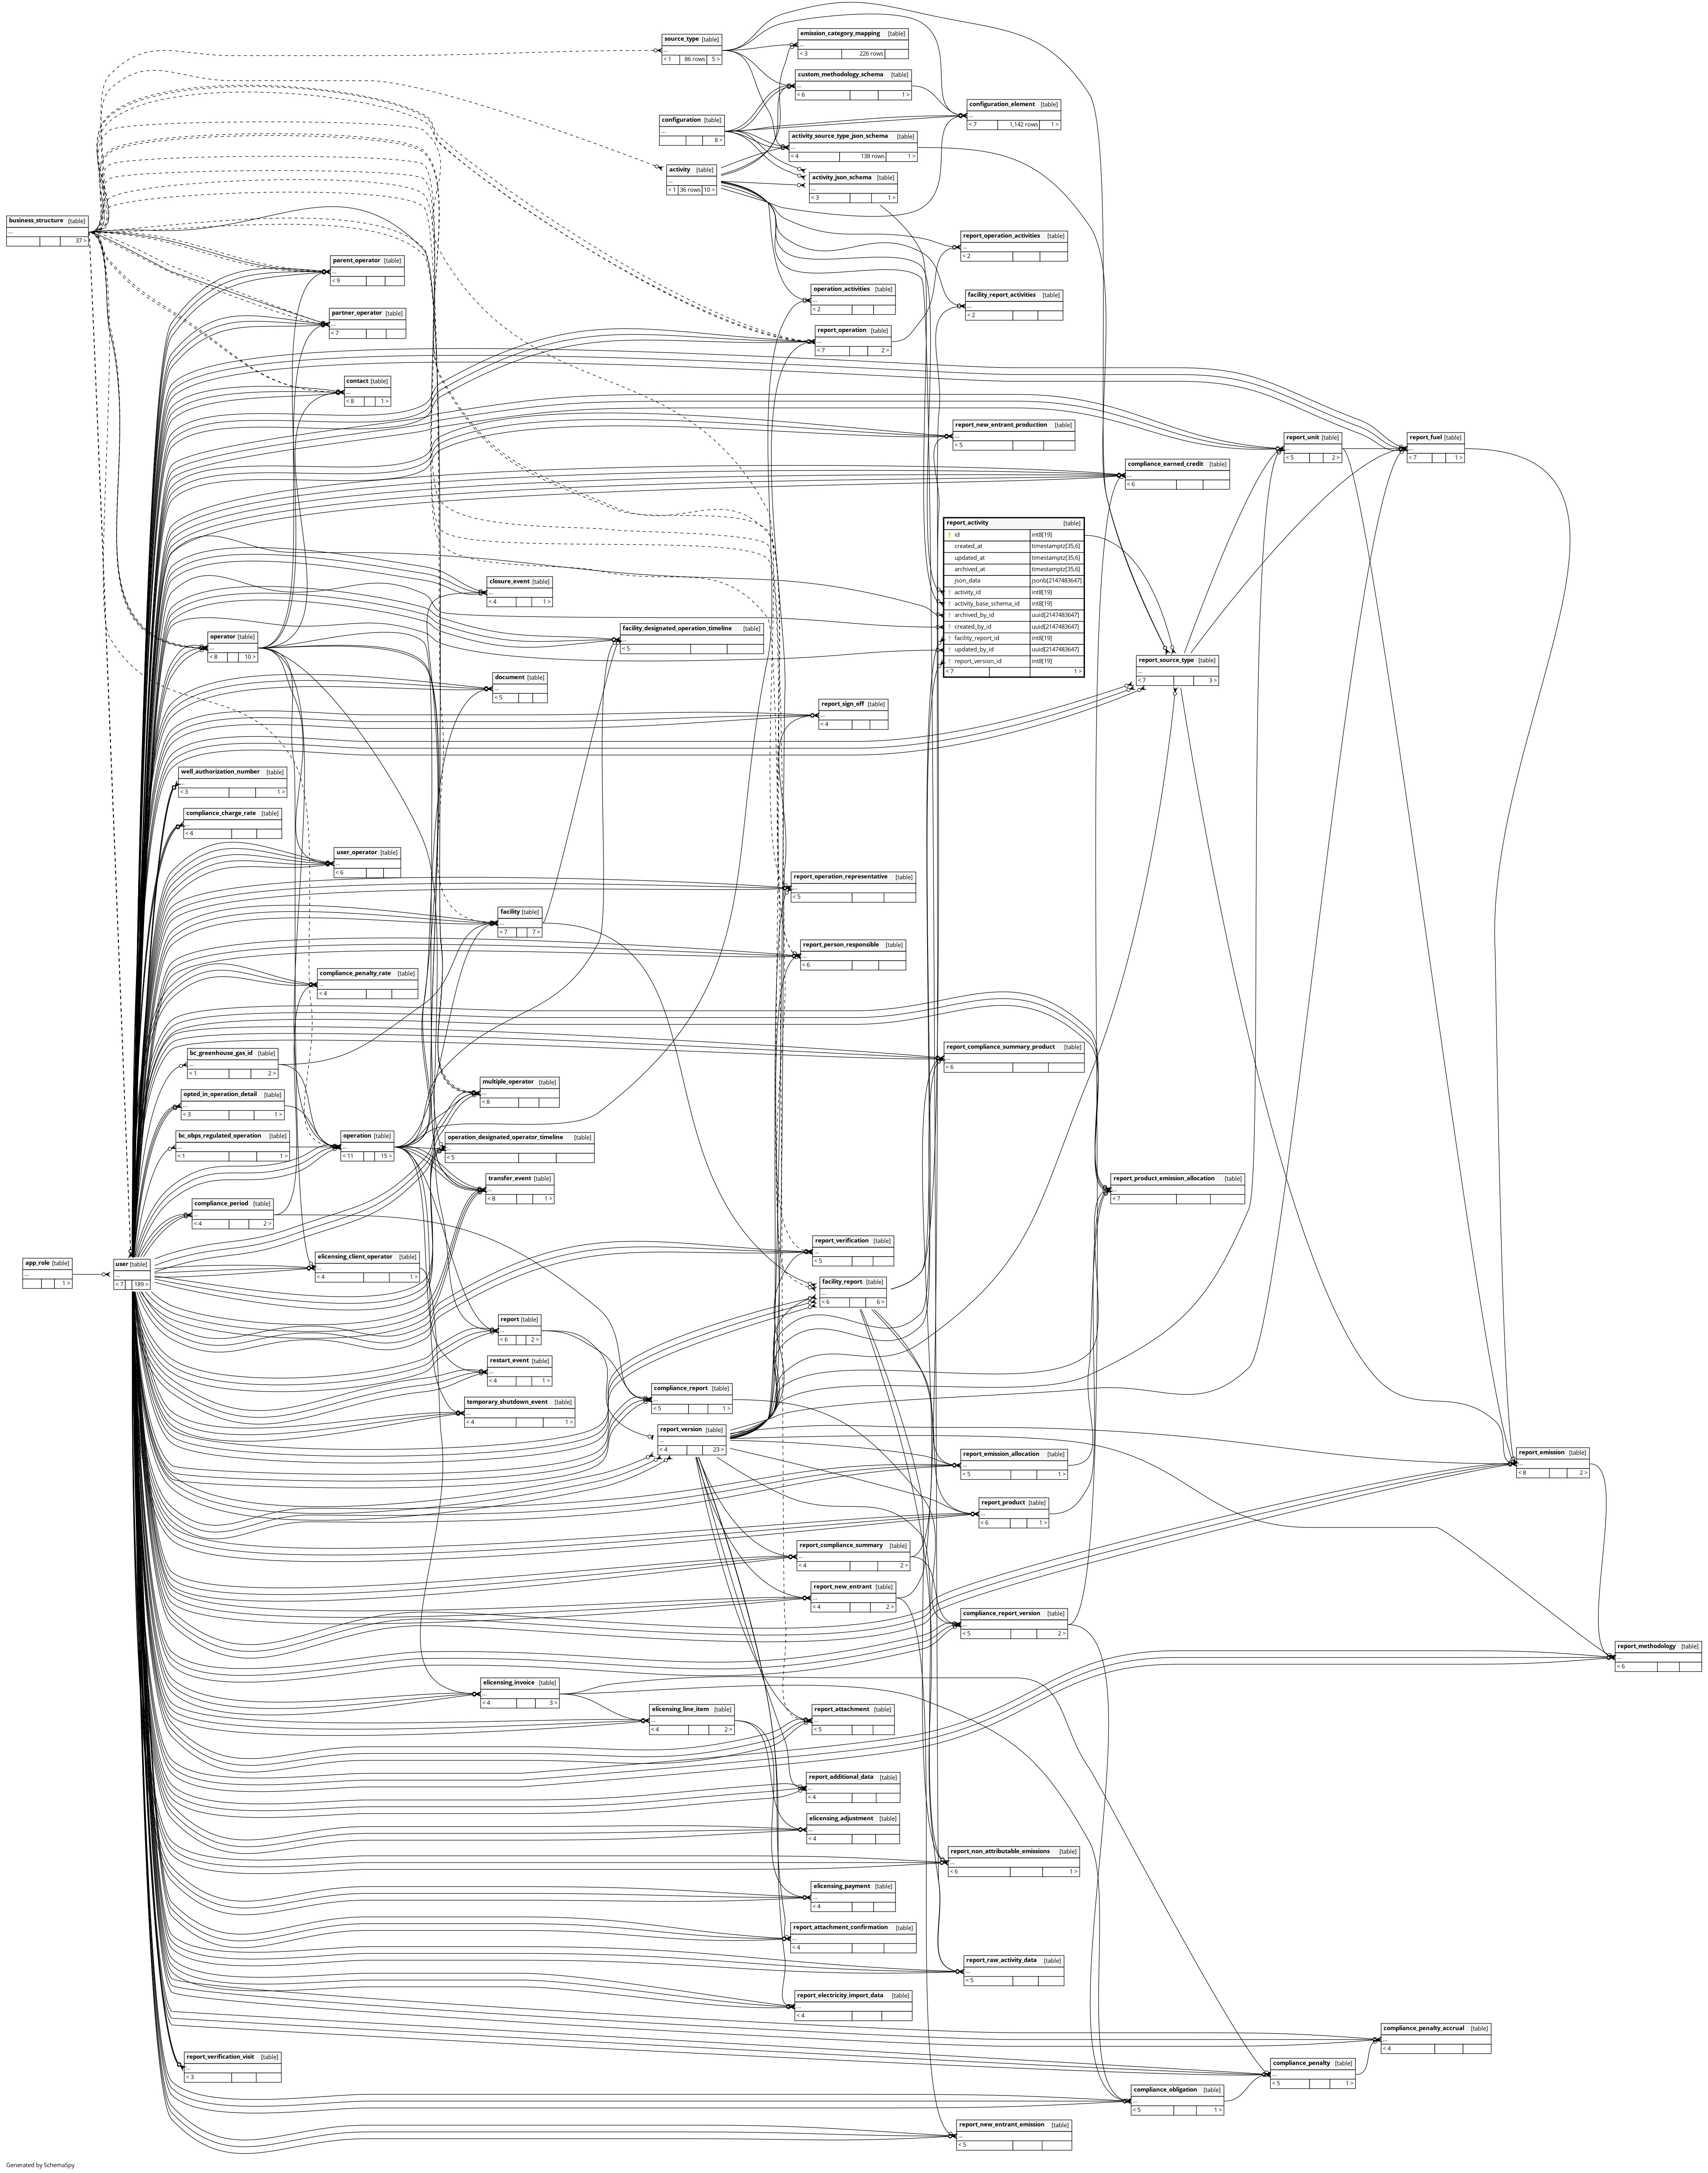 source_type [table]
...
< 1 86 rows 5 >
emission_category_mapping [table]
...
< 3 226 rows
custom_methodology_schema [table]
...
< 6 1 >
configuration_element [table]
...
< 7 1,142 rows 1 >
configuration [table]
...
8 >
activity_source_type_json_schema [table]
...
< 4 138 rows 1 >
activity [table]
...
< 1 36 rows 10 >
activity_json_schema [table]
...
< 3 1 >
business_structure [table]
...
37 >
report_operation_activities [table]
...
< 2
parent_operator [table]
...
< 9
operation_activities [table]
...
< 2
facility_report_activities [table]
...
< 2
partner_operator [table]
...
< 7
report_operation [table]
...
< 7 2 >
contact [table]
...
< 8 1 >
report_new_entrant_production [table]
...
< 5
report_unit [table]
...
< 5 2 >
report_fuel [table]
...
< 7 1 >
compliance_earned_credit [table]
...
< 6
report_activity [table]
id int8[19]
created_at timestamptz[35,6]
updated_at timestamptz[35,6]
archived_at timestamptz[35,6]
json_data jsonb[2147483647]
activity_id int8[19]
activity_base_schema_id int8[19]
archived_by_id uuid[2147483647]
created_by_id uuid[2147483647]
facility_report_id int8[19]
updated_by_id uuid[2147483647]
report_version_id int8[19]
< 7 1 >
closure_event [table]
...
< 4 1 >
operator [table]
...
< 8 10 >
facility_designated_operation_timeline [table]
...
< 5
report_source_type [table]
...
< 7 3 >
document [table]
...
< 5
report_sign_off [table]
...
< 4
well_authorization_number [table]
...
< 3 1 >
compliance_charge_rate [table]
...
< 4
user_operator [table]
...
< 6
report_operation_representative [table]
...
< 5
facility [table]
...
< 7 7 >
report_person_responsible [table]
...
< 6
compliance_penalty_rate [table]
...
< 4
bc_greenhouse_gas_id [table]
...
< 1 2 >
report_compliance_summary_product [table]
...
< 6
multiple_operator [table]
...
< 8
opted_in_operation_detail [table]
...
< 3 1 >
bc_obps_regulated_operation [table]
...
< 1 1 >
operation [table]
...
< 11 15 >
operation_designated_operator_timeline [table]
...
< 5
transfer_event [table]
...
< 8 1 >
report_product_emission_allocation [table]
...
< 7
compliance_period [table]
...
< 4 2 >
report_verification [table]
...
< 5
app_role [table]
...
1 >
user [table]
...
< 7 189 >
elicensing_client_operator [table]
...
< 4 1 >
facility_report [table]
...
< 6 6 >
report [table]
...
< 6 2 >
restart_event [table]
...
< 4 1 >
compliance_report [table]
...
< 5 1 >
temporary_shutdown_event [table]
...
< 4 1 >
report_version [table]
...
< 4 23 >
report_emission_allocation [table]
...
< 5 1 >
report_emission [table]
...
< 8 2 >
report_product [table]
...
< 6 1 >
report_compliance_summary [table]
...
< 4 2 >
report_new_entrant [table]
...
< 4 2 >
compliance_report_version [table]
...
< 5 2 >
report_methodology [table]
...
< 6
elicensing_invoice [table]
...
< 4 3 >
elicensing_line_item [table]
...
< 4 2 >
report_attachment [table]
...
< 5
report_additional_data [table]
...
< 4
elicensing_adjustment [table]
...
< 4
report_non_attributable_emissions [table]
...
< 6 1 >
elicensing_payment [table]
...
< 4
report_attachment_confirmation [table]
...
< 4
report_raw_activity_data [table]
...
< 5
report_electricity_import_data [table]
...
< 4
compliance_penalty_accrual [table]
...
< 4
report_verification_visit [table]
...
< 3
compliance_penalty [table]
...
< 5 1 >
compliance_obligation [table]
...
< 5 1 >
report_new_entrant_emission [table]
...
< 5
Generated by SchemaSpy